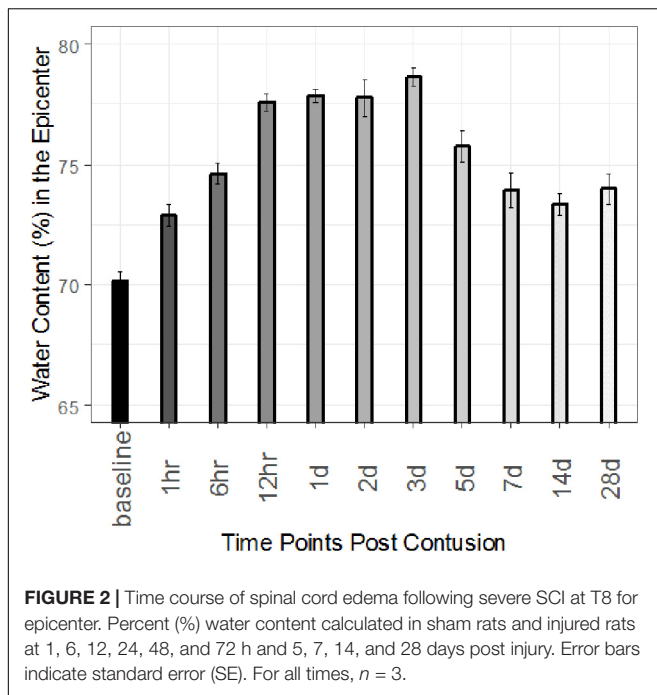 Water Content (%) in the Epicenter
80
75
70
65
baseline
1hr
6hr
12hr
1d
2d
3d
5d
7d
14d
28d
Time Points Post Contusion
FIGURE 2 | Time course of spinal cord edema following severe SCI at T8 for
epicenter. Percent (%) water content calculated in sham rats and injured rats
at 1, 6, 12, 24, 48, and 72 h and 5, 7, 14, and 28 days post injury. Error bars
indicate standard error (SE). For all times, n = 3.